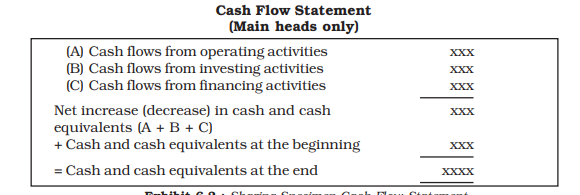 Cash Flow Statement
(Main heads only)
(A) Cash flows from operating activities xxx
(B) Cash flows from investing activities xxx
(C) Cash flows from financing activities xxx
Net increase (decrease) in cash and cash xxx
equivalents (A + B + C)
+ Cash and cash equivalents at the beginning xxx
= Cash and cash equivalents at the end xxxx